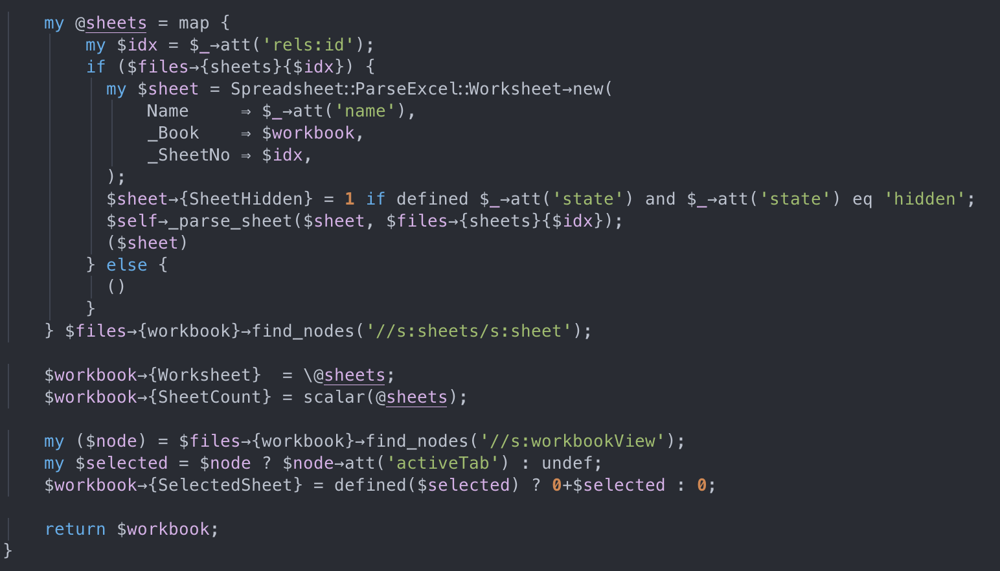 my @sheets = map {
my $idx = $_→att('rels:id');
if ($files→{sheets}{$idx}) {
my $sheet = Spreadsheet::ParseExcel::Worksheet→new(
Name     ⇒ $_→att('name'),
_Book    ⇒ $workbook,
_SheetNo ⇒ $idx,
);
$sheet→{SheetHidden} = 1 if defined $_→att('state') and $_→att('state') eq 'hidden';
$self→_parse_sheet($sheet, $files→{sheets}{$idx});
($sheet)
} else {
()
}
} $files→{workbook}→find_nodes('//s:sheets/s:sheet');
$workbook→{Worksheet}  = \@sheets;
$workbook→{SheetCount} = scalar(@sheets);
my ($node) = $files→{workbook}→find_nodes('//s:workbookView');
my $selected = $node ? $node→att('activeTab') : undef;
$workbook→{SelectedSheet} = defined($selected) ? 0+$selected : 0;
return $workbook;
}